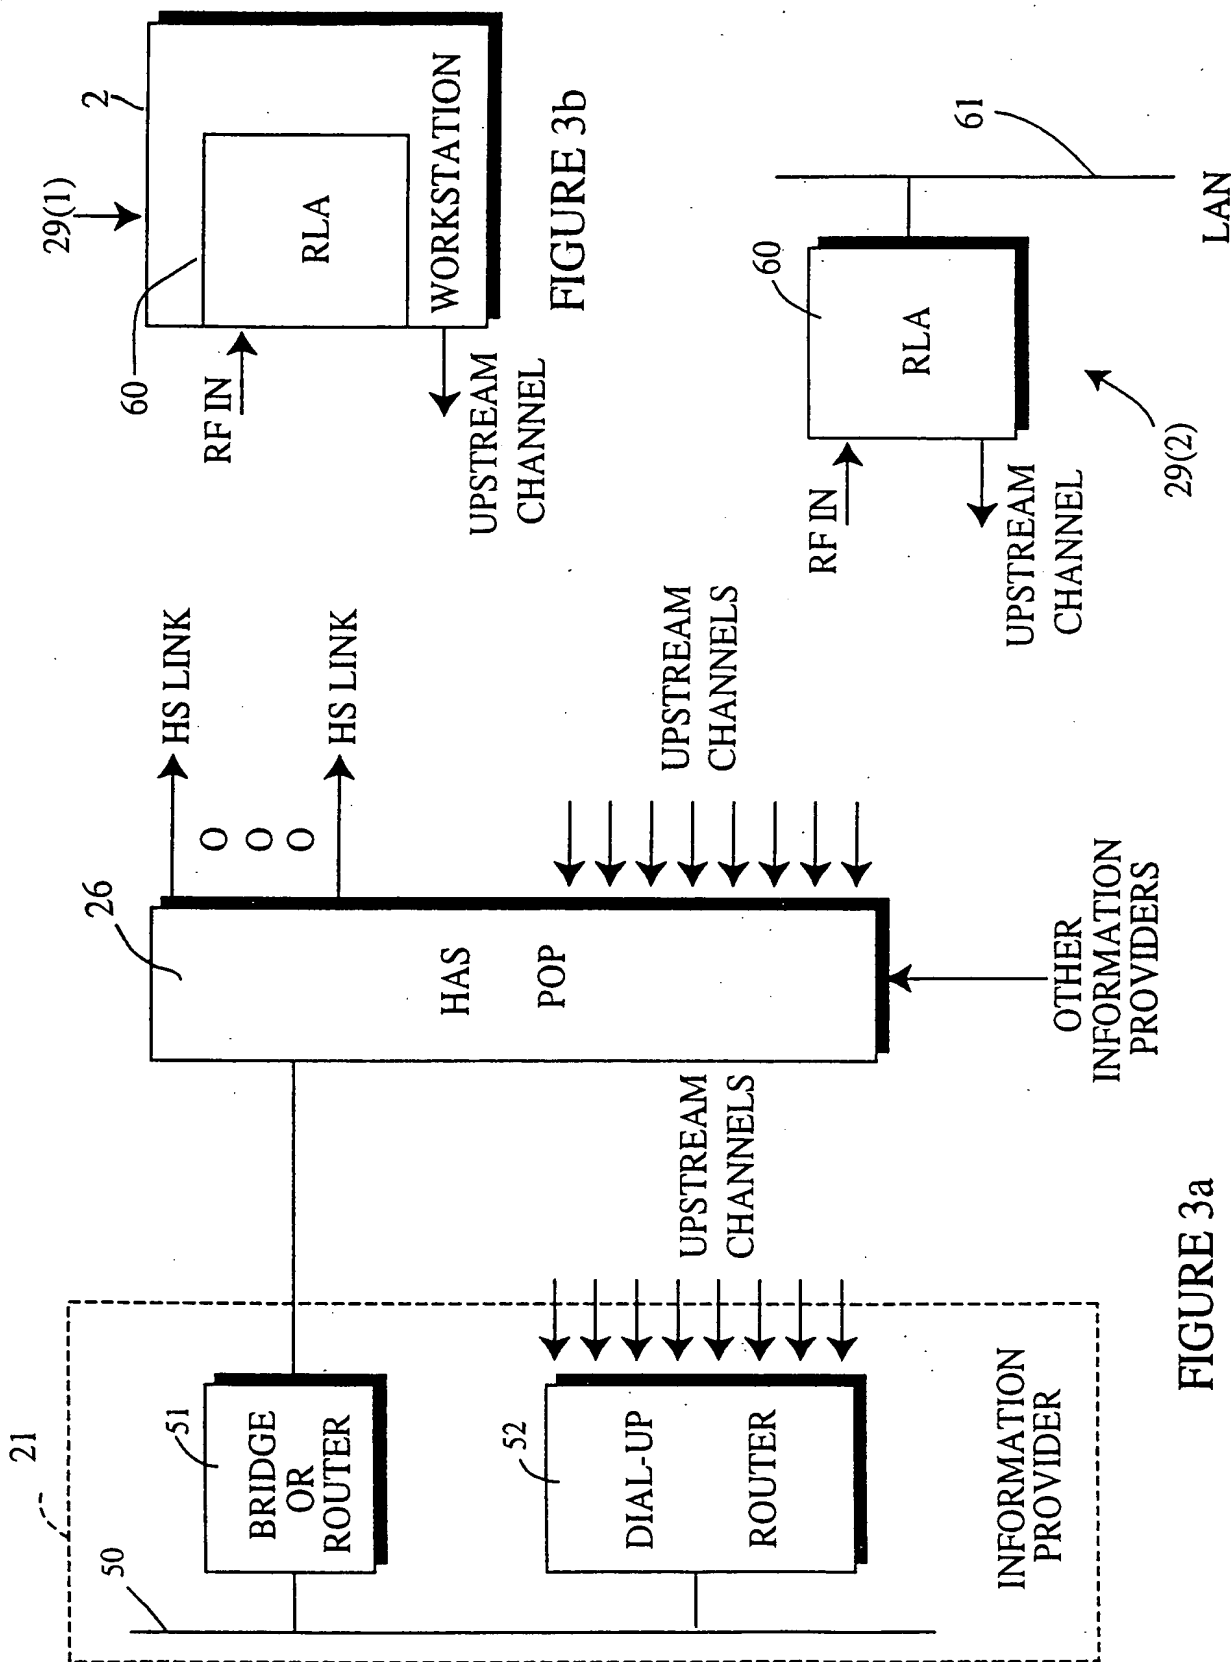 21
50
51
BRIDGE
OR
ROUTER
52
DIAL-UP
ROUTER
INFORMATION
PROVIDER
UPSTREAM
CHANNELS
26
HAS
POP
HS LINK
O
O
O
HS LINK
UPSTREAM
CHANNELS
OTHER
INFORMATION
PROVIDERS
FIGURE 3a
29(1)
2
60
RLA
WORKSTATION
RF IN
UPSTREAM
CHANNEL
FIGURE 3b
60
RLA
61
LAN
RF IN
UPSTREAM
CHANNEL
29(2)